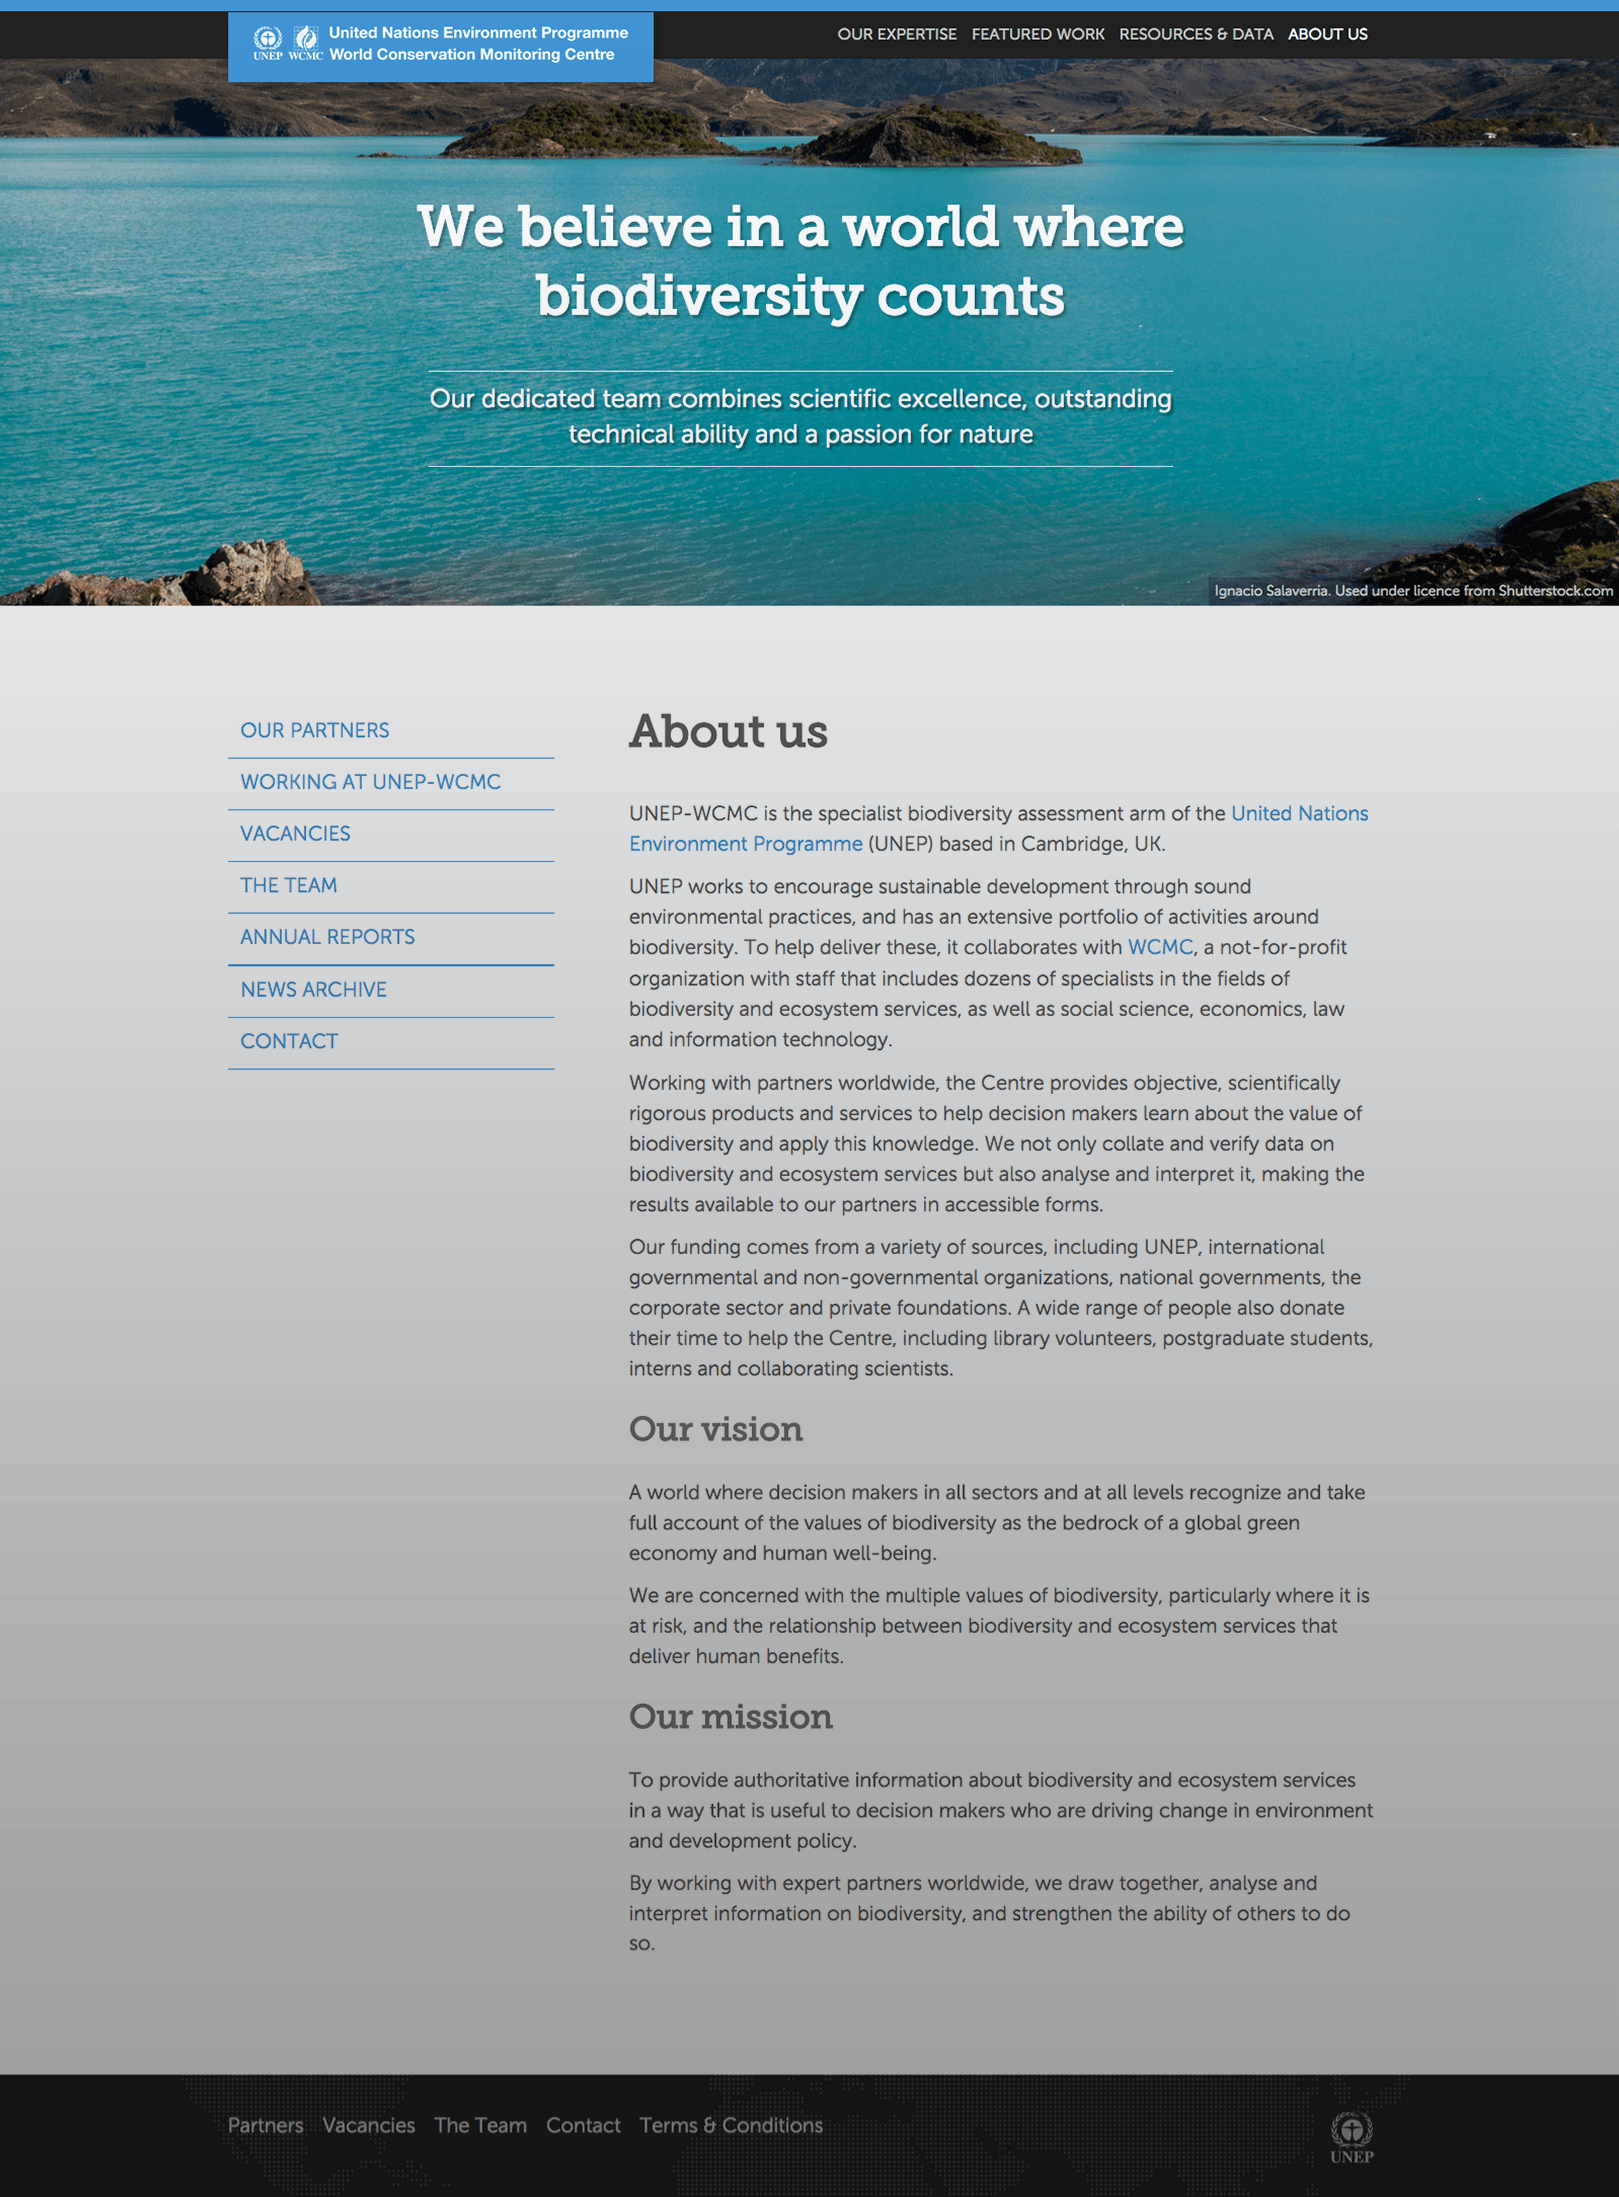 United Nations Environment Programme
World Conservation Monitoring Centre
UNEP WCMC
OUR EXPERTISE FEATURED WORK RESOURCES & DATA ABOUT US
We believe in a world where
biodiversity counts
Our dedicated team combines scientific excellence, outstanding
technical ability and a passion for nature
Ignacio Salaverria. Used under licence from Shutterstock.com
OUR PARTNERS
WORKING AT UNEP-WCMC
VACANCIES
THE TEAM
ANNUAL REPORTS
NEWS ARCHIVE
CONTACT
About us
UNEP-WCMC is the specialist biodiversity assessment arm of the United Nations
Environment Programme (UNEP) based in Cambridge, UK.
UNEP works to encourage sustainable development through sound
environmental practices, and has an extensive portfolio of activities around
biodiversity. To help deliver these, it collaborates with WCMC, a not-for-profit
organization with staff that includes dozens of specialists in the fields of
biodiversity and ecosystem services, as well as social science, economics, law
and information technology.
Working with partners worldwide, the Centre provides objective, scientifically
rigorous products and services to help decision makers learn about the value of
biodiversity and apply this knowledge. We not only collate and verify data on
biodiversity and ecosystem services but also analyse and interpret it, making the
results available to our partners in accessible forms.
Our funding comes from a variety of sources, including UNEP, international
governmental and non-governmental organizations, national governments, the
corporate sector and private foundations. A wide range of people also donate
their time to help the Centre, including library volunteers, postgraduate students,
interns and collaborating scientists.
Our vision
A world where decision makers in all sectors and at all levels recognize and take
full account of the values of biodiversity as the bedrock of a global green
economy and human well-being.
We are concerned with the multiple values of biodiversity, particularly where it is
at risk, and the relationship between biodiversity and ecosystem services that
deliver human benefits.
Our mission
To provide authoritative information about biodiversity and ecosystem services
in a way that is useful to decision makers who are driving change in environment
and development policy.
By working with expert partners worldwide, we draw together, analyse and
interpret information on biodiversity, and strengthen the ability of others to do
so.
Partners Vacancies The Team Contact Terms & Conditions
UNEP